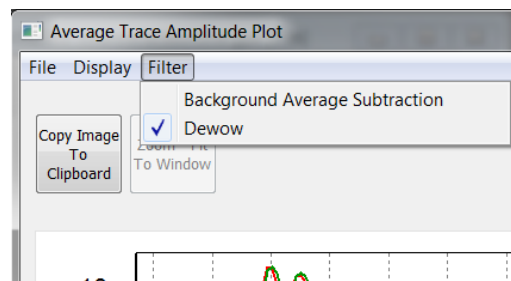 Average Trace Amplitude Plot
File Display Filter
Background Average Subtraction
Dewow
Copy Image
To
Clipboard
To Window